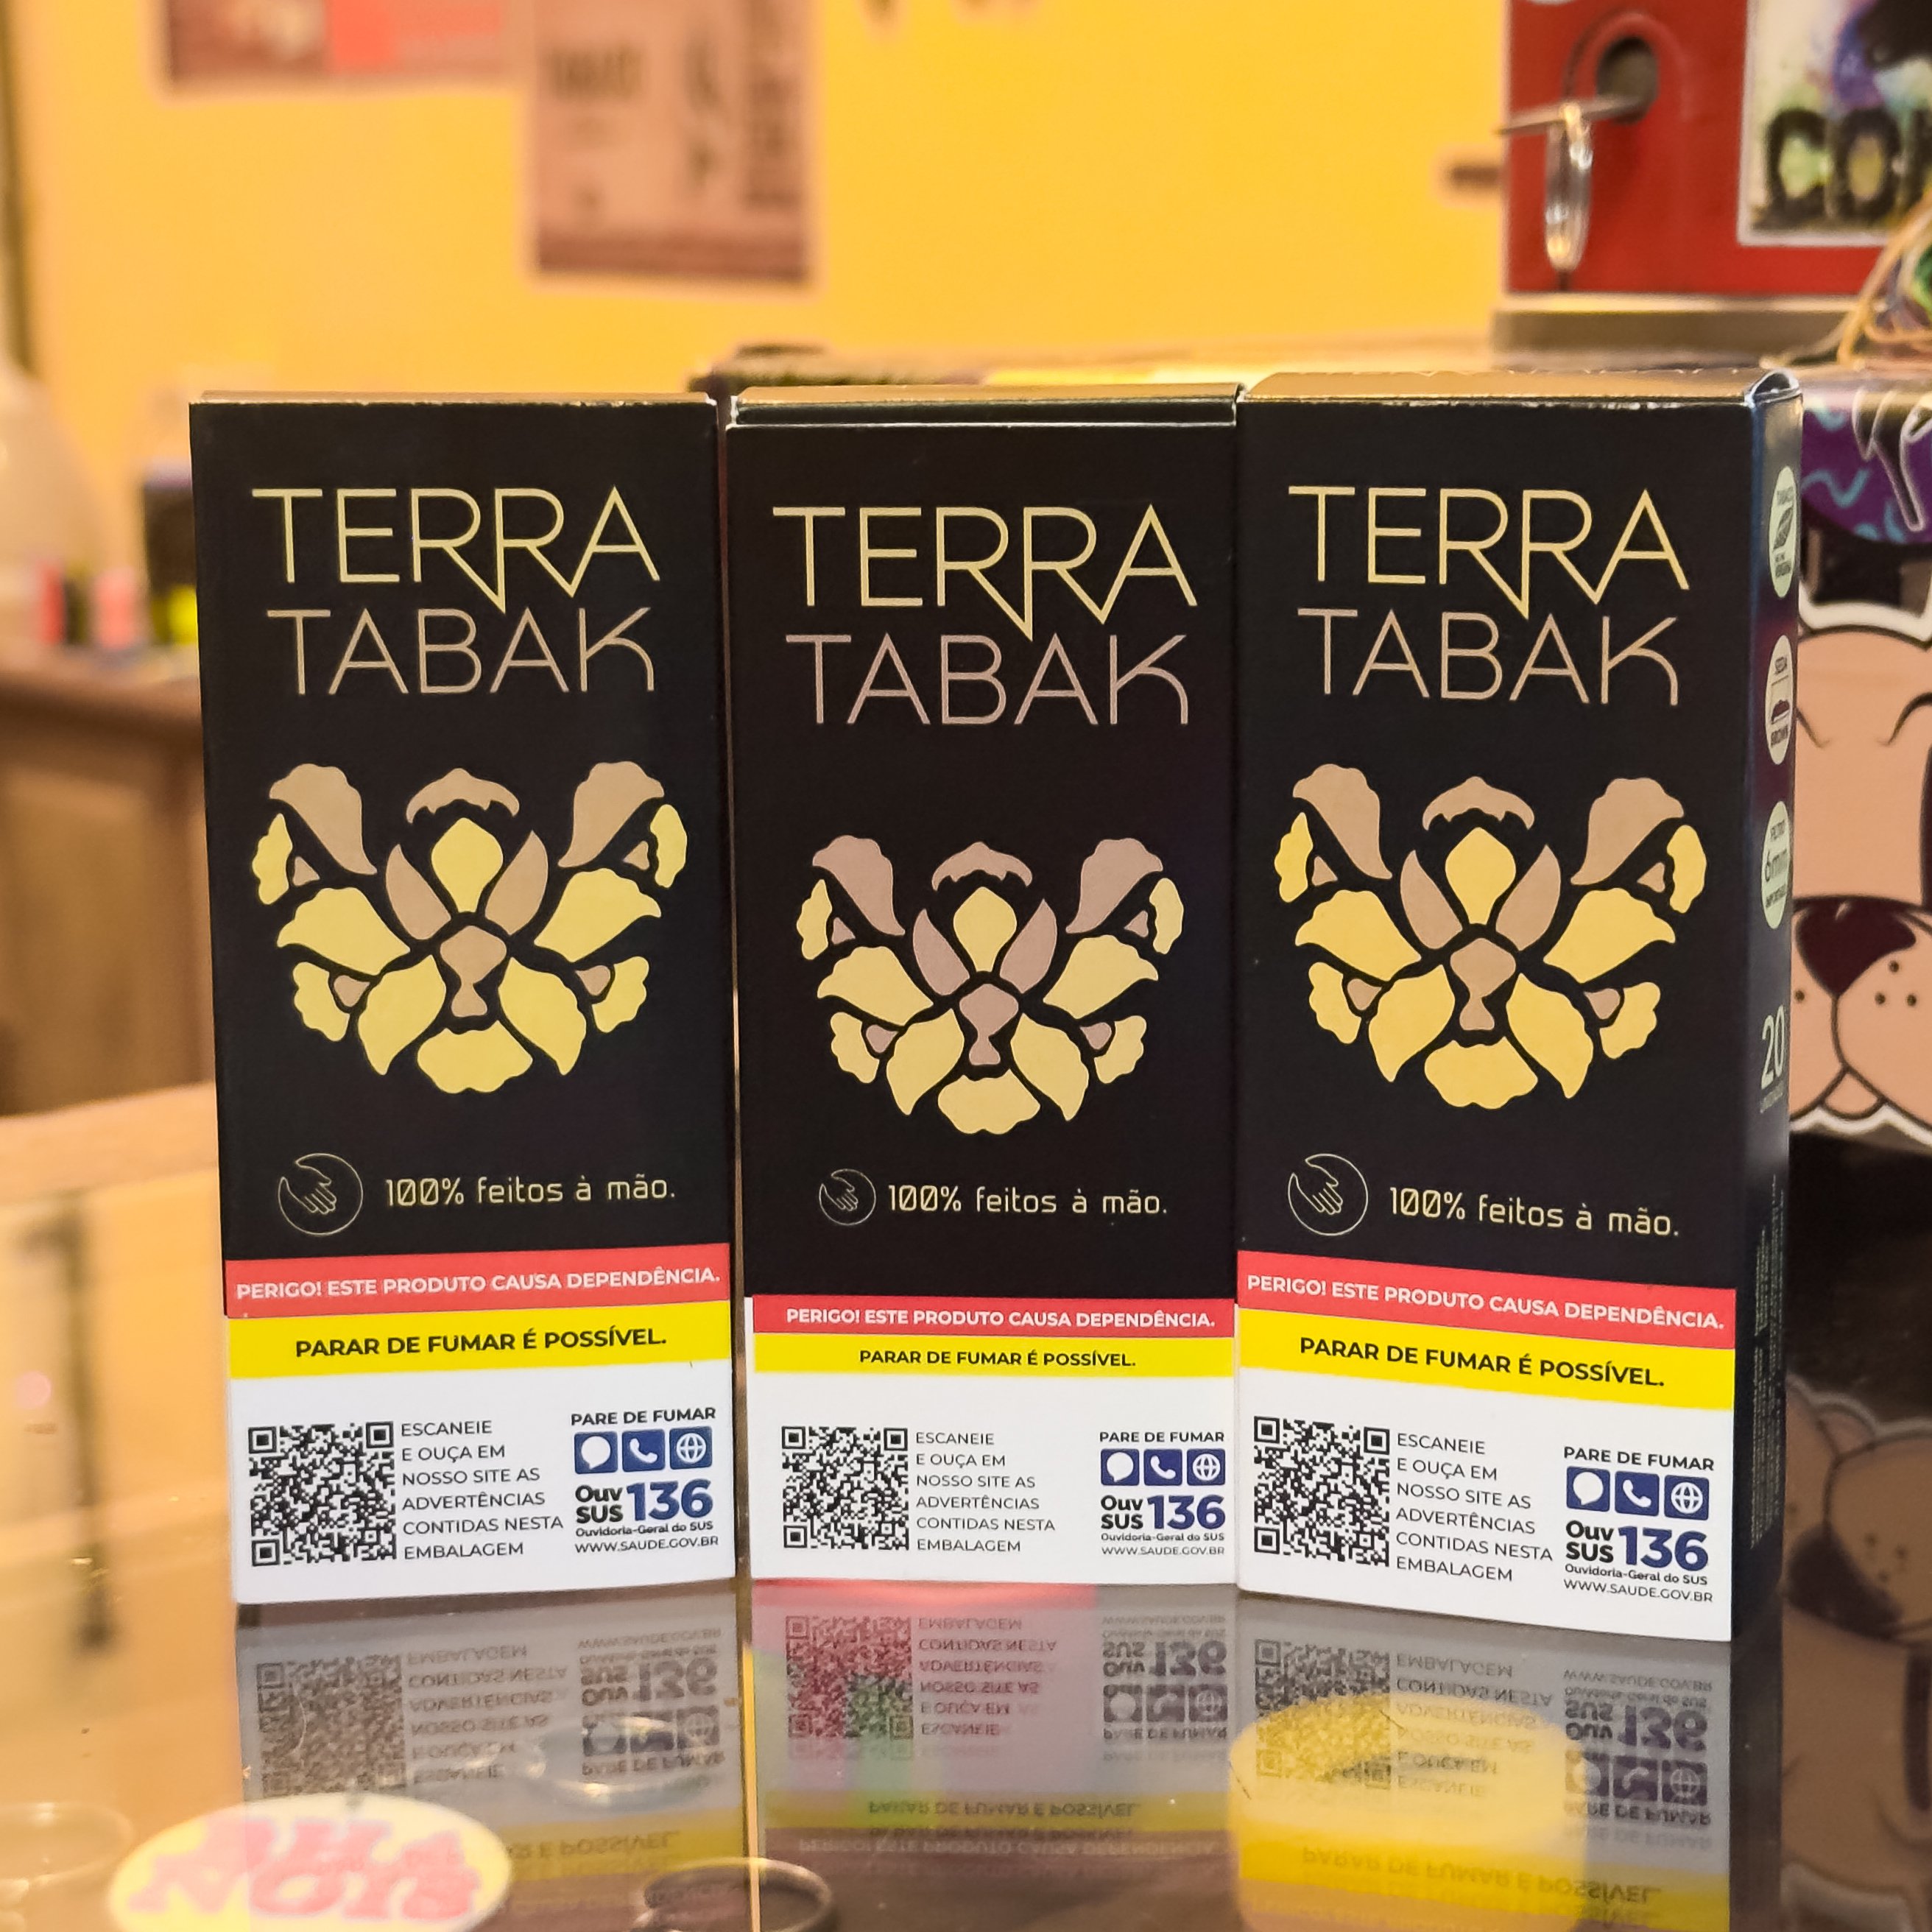 TERRA
TABAK
100% feitos à mão.
PERIGO! ESTE PRODUTO CAUSA DEPENDÊNCIA.
PARAR DE FUMAR É POSSÍVEL.
ESCANEIE
E OUÇA EM
NOSSO SITE AS
ADVERTÊNCIAS
CONTIDAS NESTA
EMBALAGEM
PARE DE FUMAR
Ouv
SUS 136
Ouvidoria-Geral do SUS
WWW.SAUDE.GOV.BR
TERRA
TABAK
100% feitos à mão.
PERIGO! ESTE PRODUTO CAUSA DEPENDÊNCIA.
PARAR DE FUMAR É POSSÍVEL.
ESCANEIE
E OUÇA EM
NOSSO SITE AS
ADVERTÊNCIAS
CONTIDAS NESTA
EMBALAGEM
PARE DE FUMAR
Ouv
SUS 136
Ouvidoria-Geral do SUS
WWW.SAUDE.GOV.BR
TERRA
TABAK
100% feitos à mão.
PERIGO! ESTE PRODUTO CAUSA DEPENDÊNCIA.
PARAR DE FUMAR É POSSÍVEL.
ESCANEIE
E OUÇA EM
NOSSO SITE AS
ADVERTÊNCIAS
CONTIDAS NESTA
EMBALAGEM
PARE DE FUMAR
Ouv
SUS 136
Ouvidoria-Geral do SUS
WWW.SAUDE.GOV.BR
SEDA
BROWN
FILTRO
6mm
20